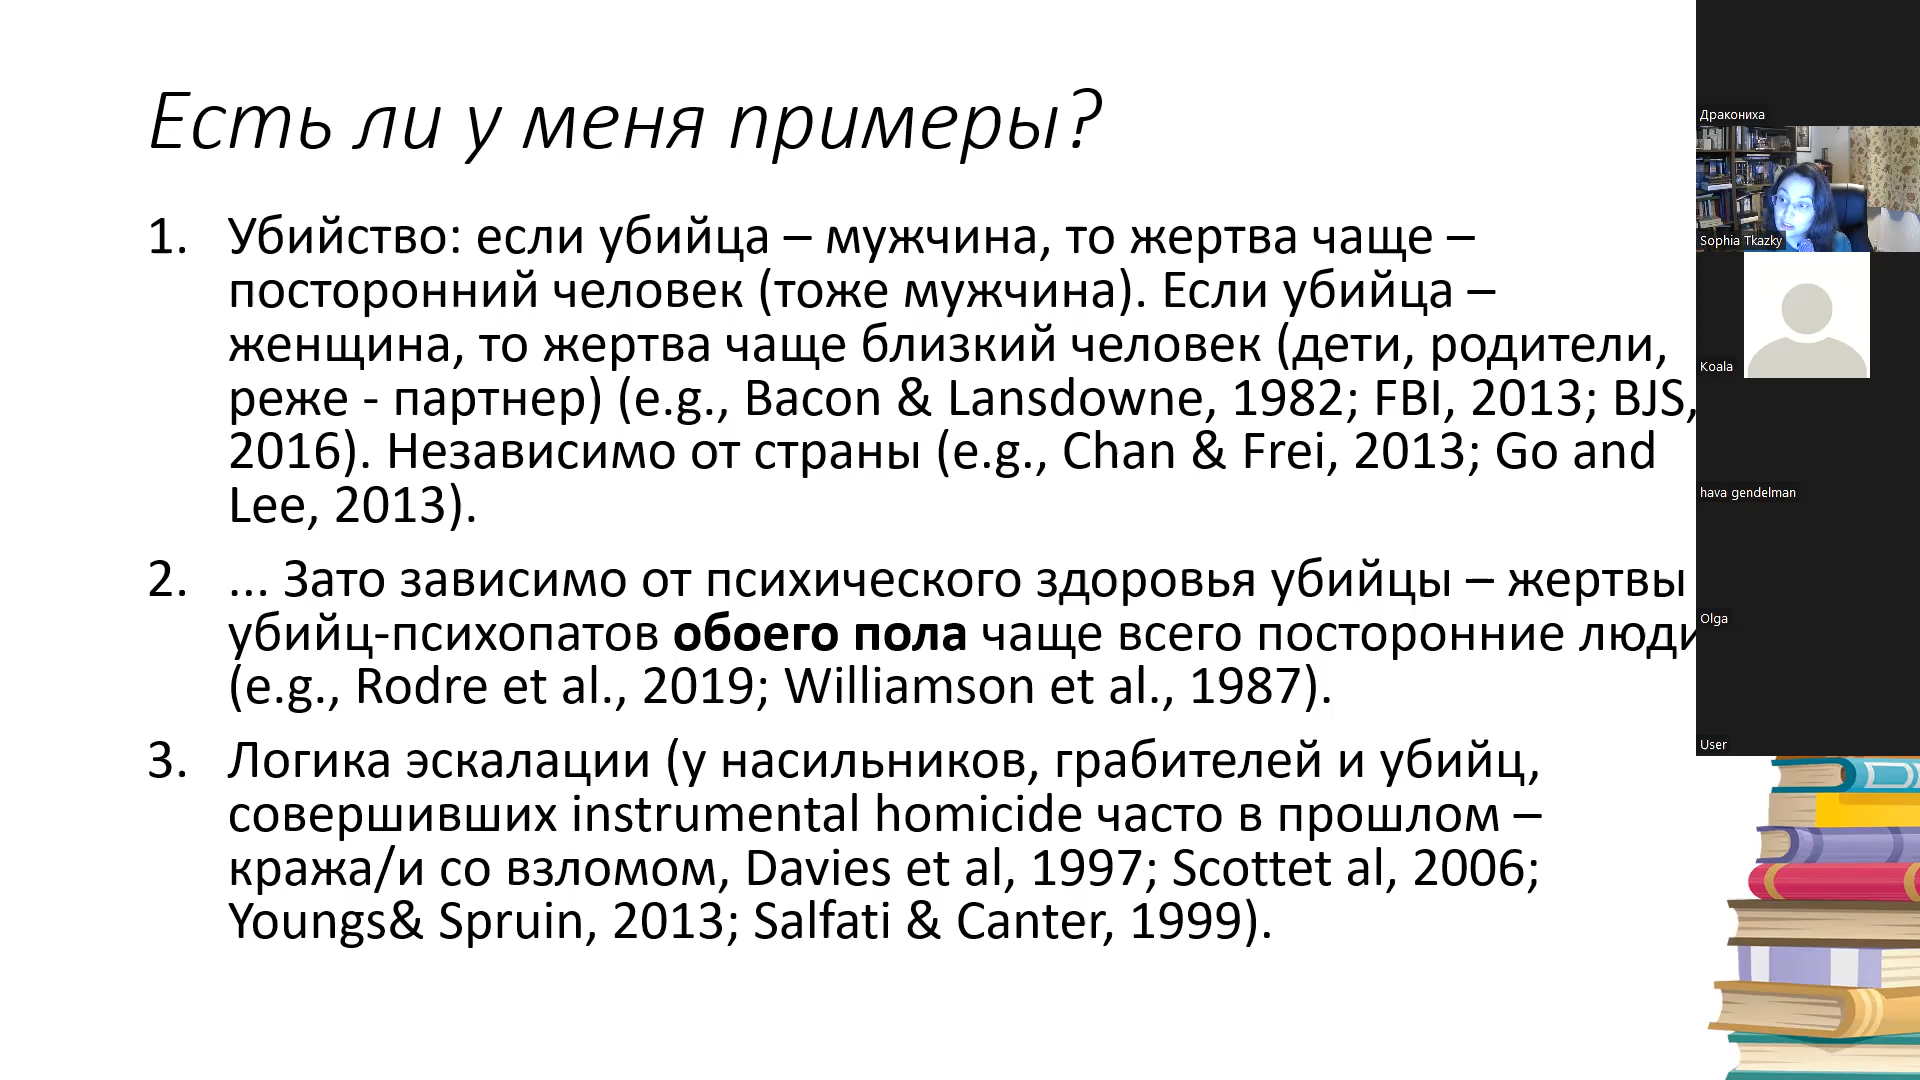 Есть ли у меня примеры?
1. Убийство: если убийца – мужчина, то жертва чаще –
посторонний человек (тоже мужчина). Если убийца –
женщина, то жертва чаще близкий человек (дети, родители,
реже - партнер) (e.g., Bacon & Lansdowne, 1982; FBI, 2013; BJS,
2016). Независимо от страны (e.g., Chan & Frei, 2013; Go and
Lee, 2013).
2. ... Зато зависимо от психического здоровья убийцы – жертвы
убийц-психопатов обоего пола чаще всего посторонние люди
(e.g., Rodre et al., 2019; Williamson et al., 1987).
3. Логика эскалации (у насильников, грабителей и убийц,
совершивших instrumental homicide часто в прошлом –
кража/и со взломом, Davies et al, 1997; Scottet al, 2006;
Youngs& Spruin, 2013; Salfati & Canter, 1999).
Дракониха
Sophia Tkazky
Koala
hava gendelman
Olga
User